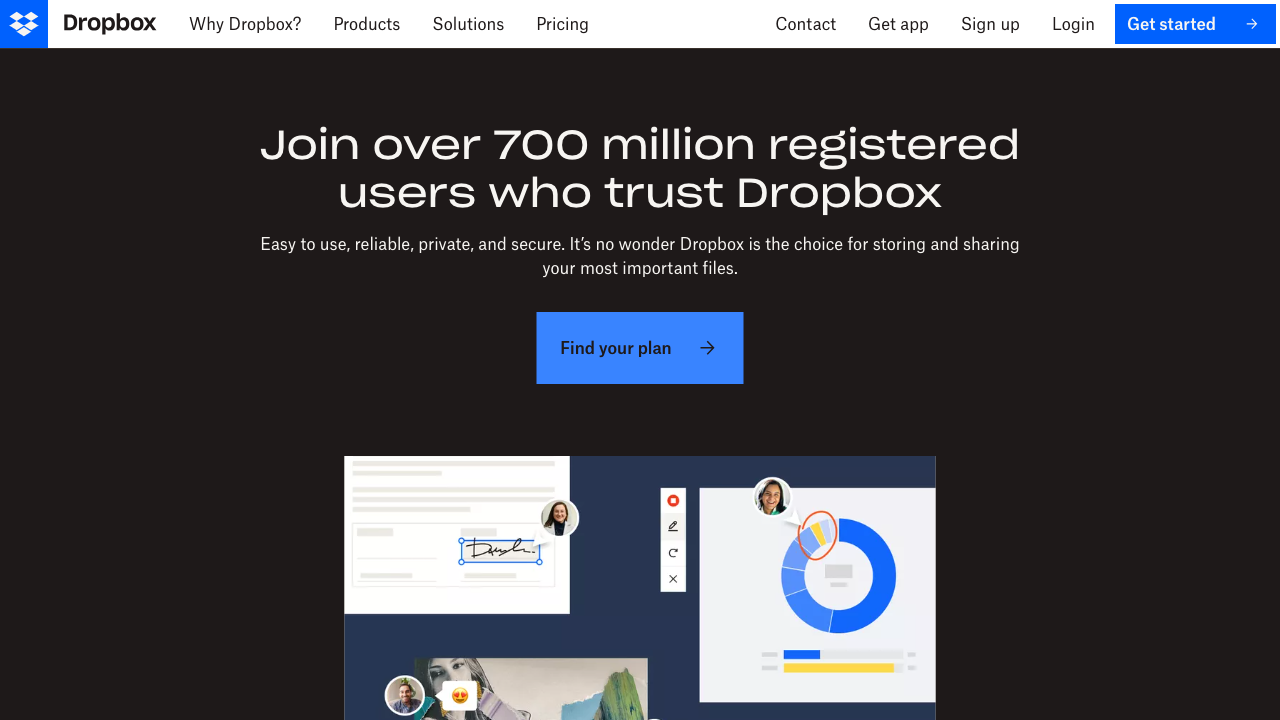 Dropbox
Why Dropbox?
Products
Solutions
Pricing
Contact
Get app
Sign up
Login
Get started
Join over 700 million registered
users who trust Dropbox
Easy to use, reliable, private, and secure. It’s no wonder Dropbox is the choice for storing and sharing
your most important files.
Find your plan